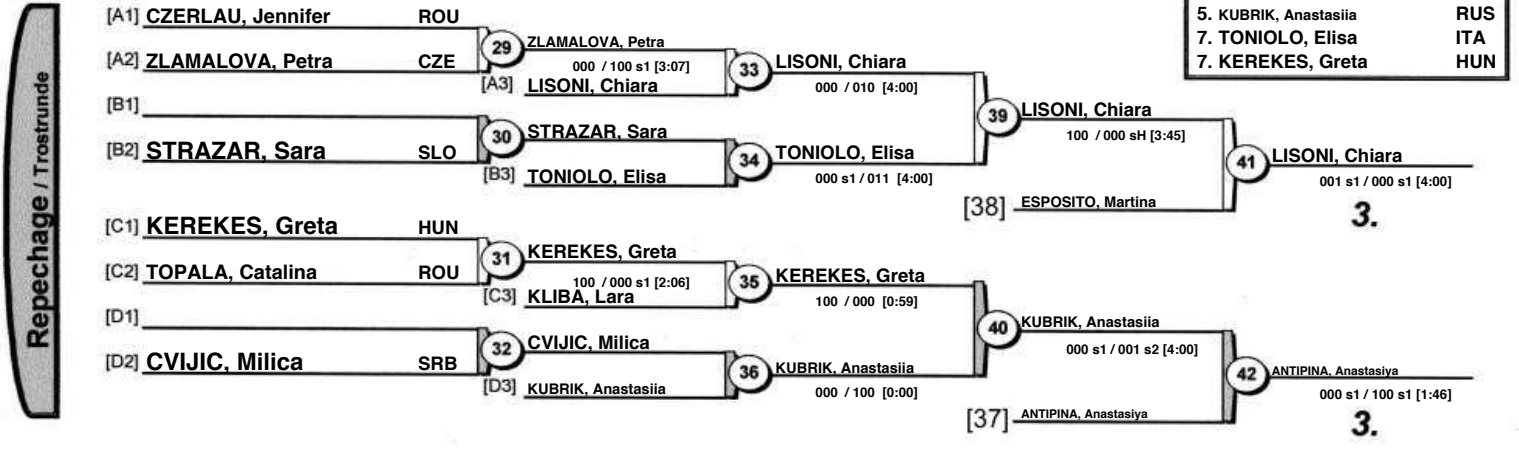 Repechage / Trostrunde
5. KUBRIK, Anastasiia RUS
7. TONIOLO, Elisa ITA
7. KEREKES, Greta HUN
[A1] CZERLAU, Jennifer ROU
[A2] ZLAMALOVA, Petra CZE
29
ZLAMALOVA, Petra
000 / 100 s1 [3:07]
[A3] LISONI, Chiara
33
LISONI, Chiara
000 / 010 [4:00]
[B1]
[B2] STRAZAR, Sara SLO
30
STRAZAR, Sara
[B3] TONIOLO, Elisa
34
TONIOLO, Elisa
000 s1 / 011 [4:00]
39
LISONI, Chiara
100 / 000 sH [3:45]
[38] ESPOSITO, Martina
41
LISONI, Chiara
001 s1 / 000 s1 [4:00]
3.
[C1] KEREKES, Greta HUN
[C2] TOPALA, Catalina ROU
31
KEREKES, Greta
100 / 000 s1 [2:06]
[C3] KLIBA, Lara
35
KEREKES, Greta
100 / 000 [0:59]
[D1]
[D2] CVIJIC, Milica SRB
32
CVIJIC, Milica
[D3] KUBRIK, Anastasiia
36
KUBRIK, Anastasiia
000 / 100 [0:00]
40
KUBRIK, Anastasiia
000 s1 / 001 s2 [4:00]
[37] ANTIPINA, Anastasiya
42
ANTIPINA, Anastasiya
000 s1 / 100 s1 [1:46]
3.